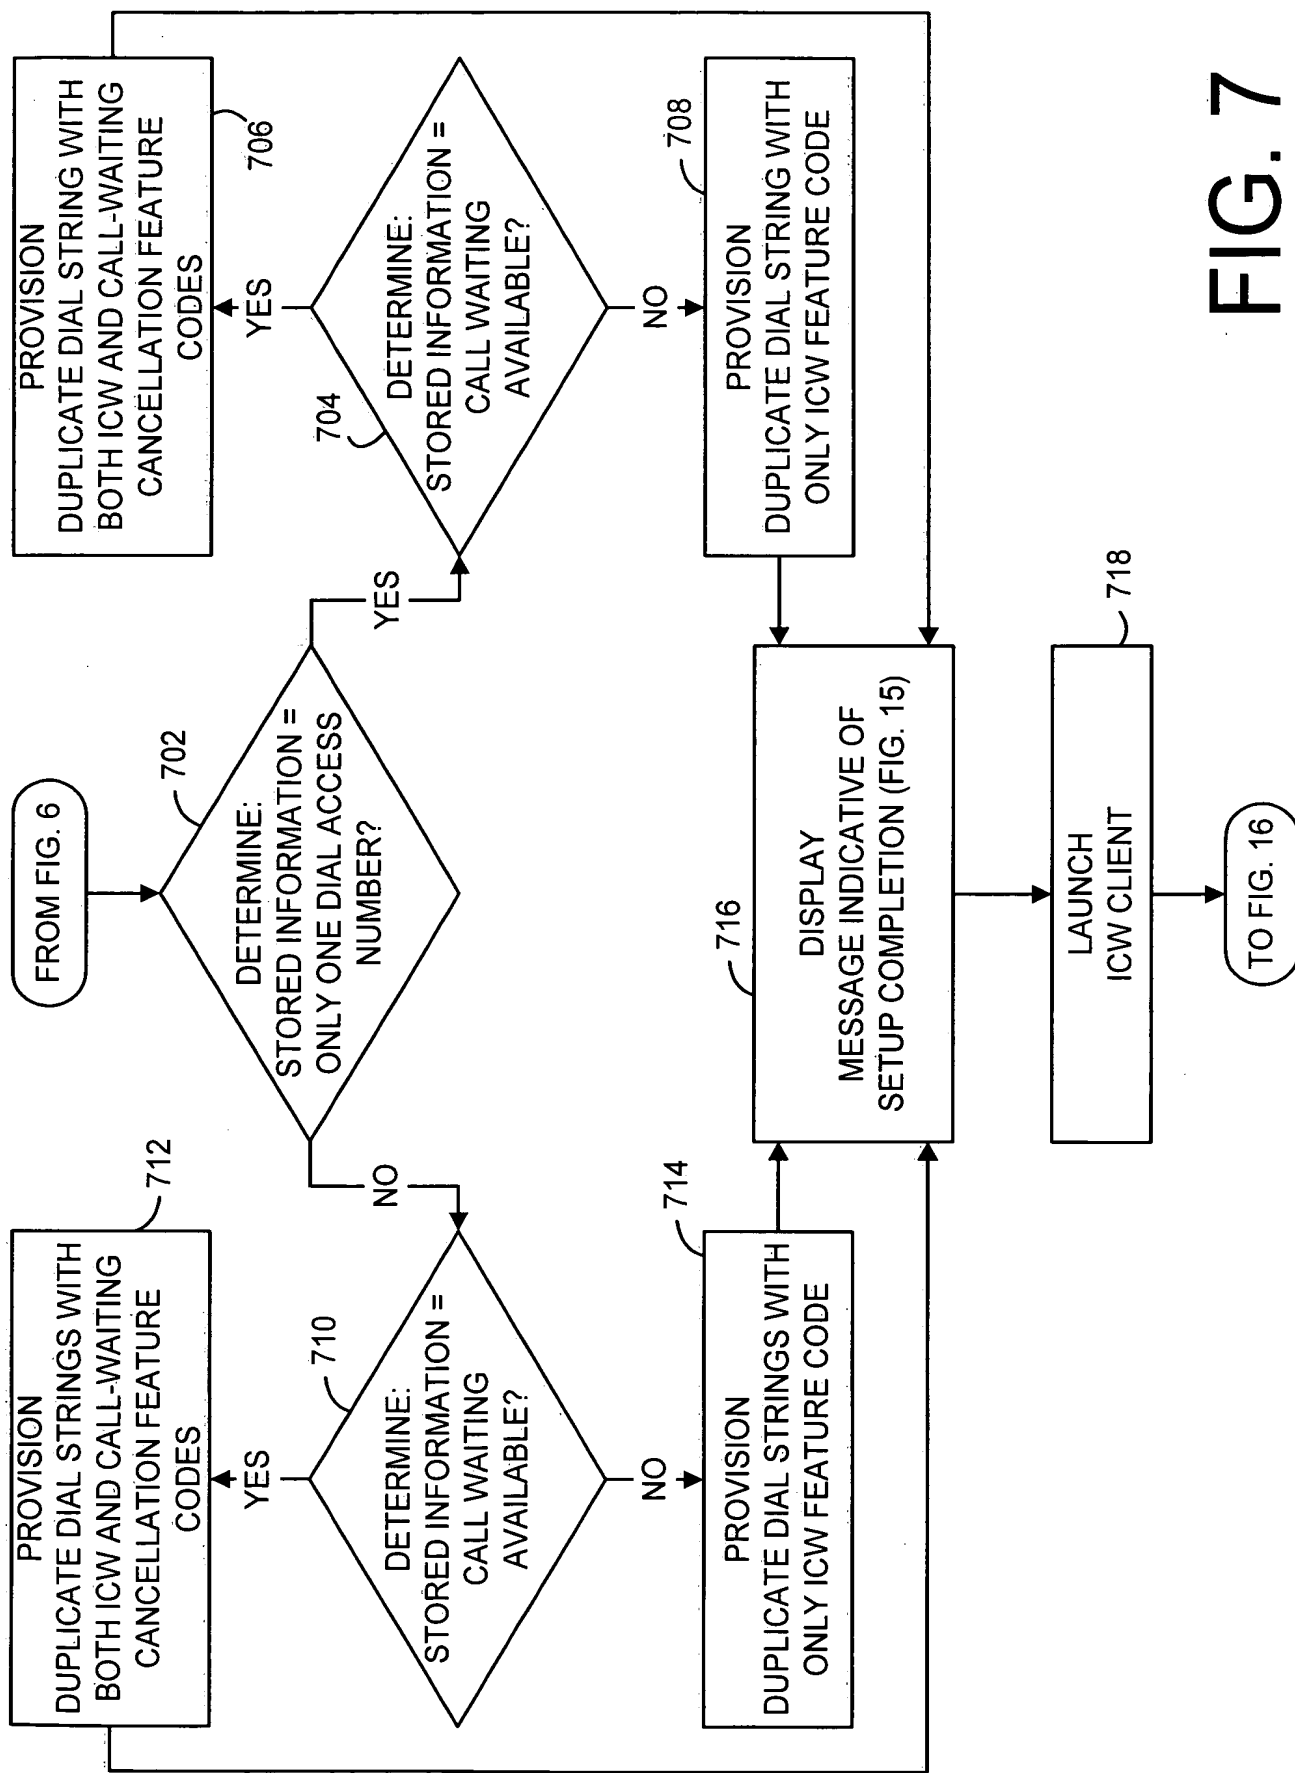 FROM FIG. 6
702
DETERMINE:
STORED INFORMATION =
ONLY ONE DIAL ACCESS
NUMBER?
NO
YES
712
PROVISION
DUPLICATE DIAL STRINGS WITH
BOTH ICW AND CALL-WAITING
CANCELLATION FEATURE
CODES
YES
710
DETERMINE:
STORED INFORMATION =
CALL WAITING
AVAILABLE?
NO
714
PROVISION
DUPLICATE DIAL STRINGS WITH
ONLY ICW FEATURE CODE
PROVISION
DUPLICATE DIAL STRING WITH
BOTH ICW AND CALL-WAITING
CANCELLATION FEATURE
CODES
706
YES
704
DETERMINE:
STORED INFORMATION =
CALL WAITING
AVAILABLE?
NO
708
PROVISION
DUPLICATE DIAL STRING WITH
ONLY ICW FEATURE CODE
716
DISPLAY
MESSAGE INDICATIVE OF
SETUP COMPLETION (FIG. 15)
718
LAUNCH
ICW CLIENT
TO FIG. 16
FIG. 7